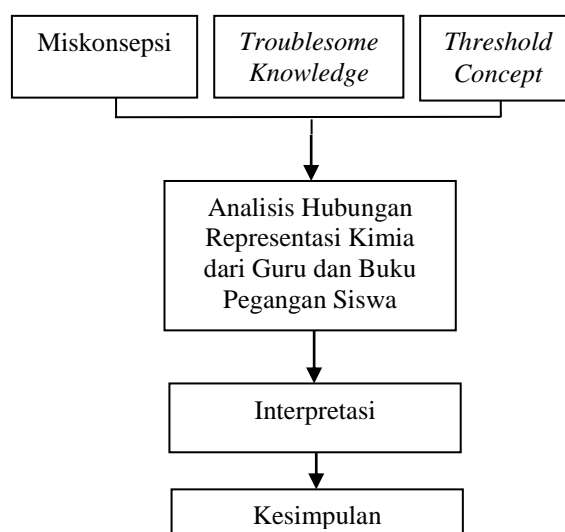 Miskonsepsi
Troublesome
Knowledge
Threshold
Concept
Analisis Hubungan
Representasi Kimia
dari Guru dan Buku
Pegangan Siswa
Interpretasi
Kesimpulan